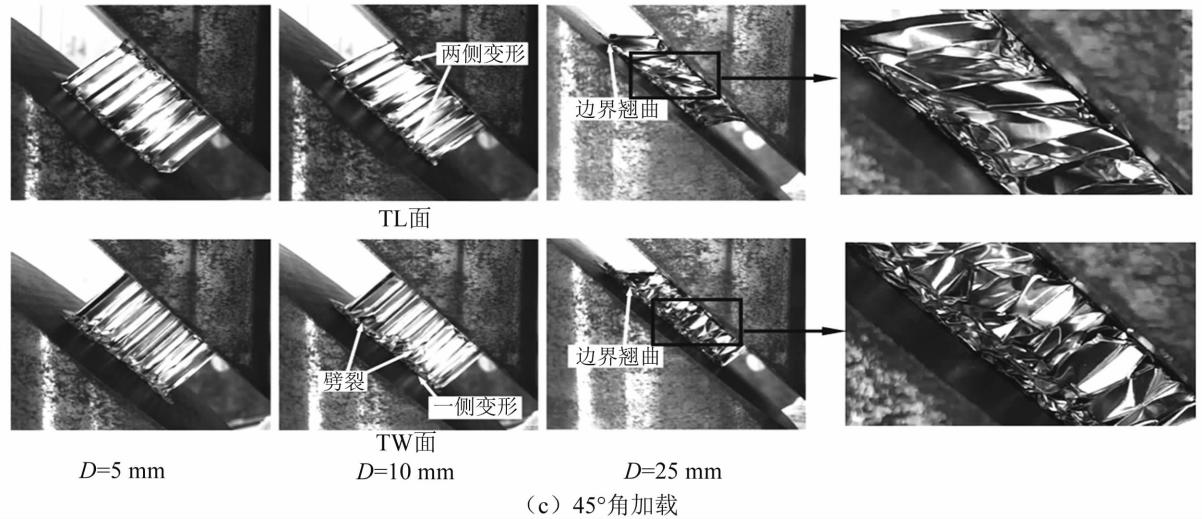 两侧变形
边界翘曲
TL面
边界翘曲
劈裂
一侧变形
TW面
D=5 mm
D=10 mm
D=25 mm
（c）45°角加载